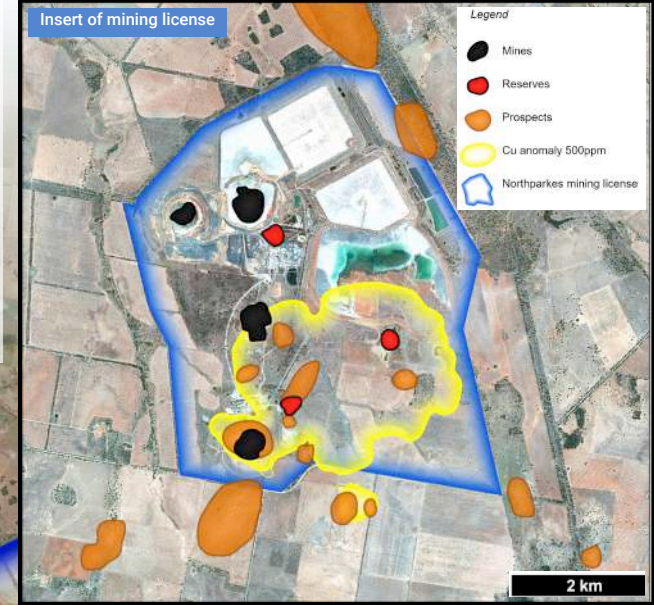 Insert of mining license
Legend
Mines
Reserves
Prospects
Cu anomaly 500ppm
Northparkes mining license
2 km